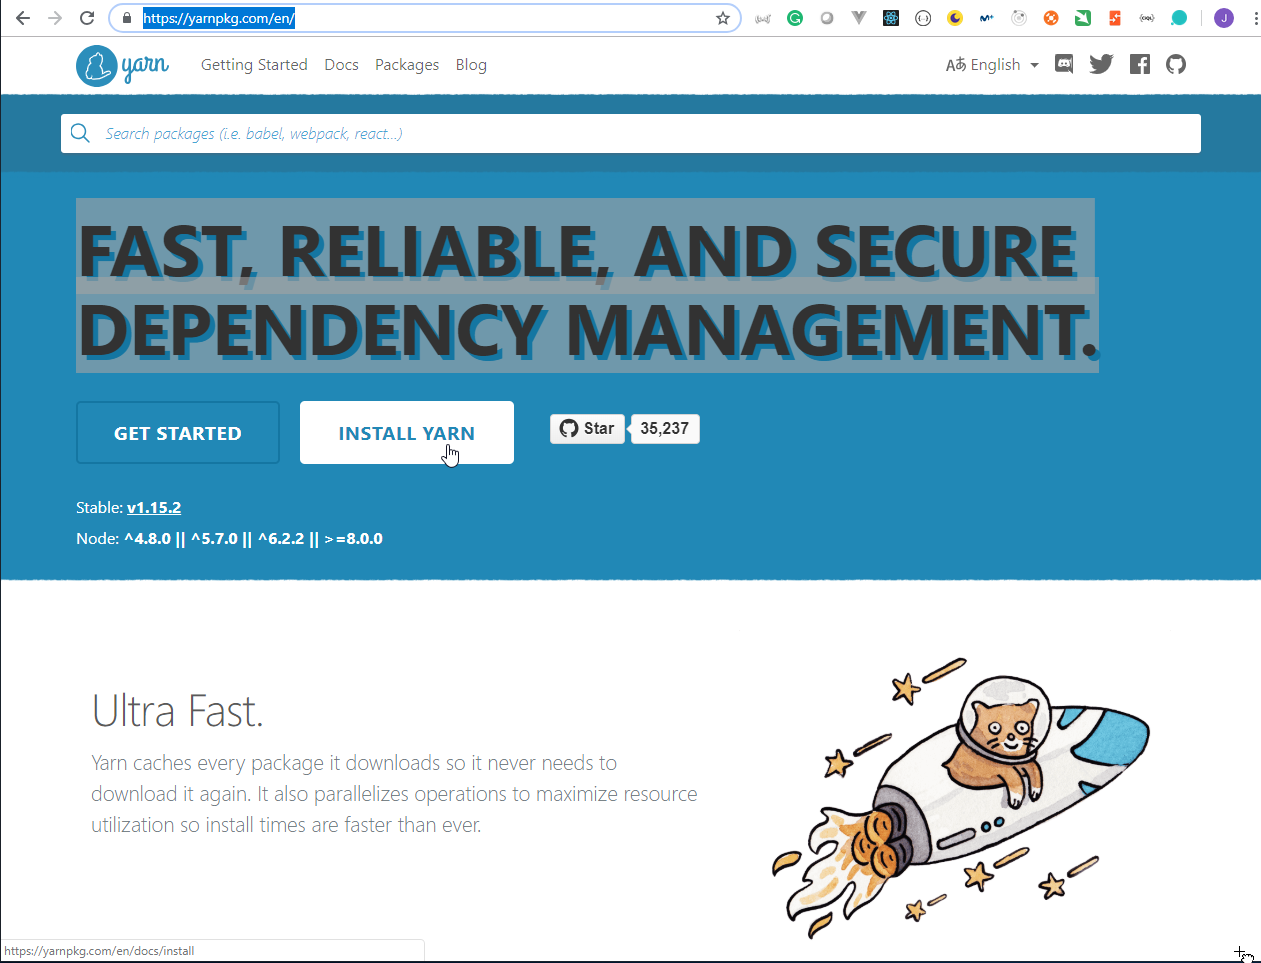 https://yarnpkg.com/en/
yarn Getting Started Docs Packages Blog Aあ English
Search packages (i.e. babel, webpack, react...)
FAST, RELIABLE, AND SECURE
DEPENDENCY MANAGEMENT.
GET STARTED INSTALL YARN Star 35,237
Stable: v1.15.2
Node: ^4.8.0 || ^5.7.0 || ^6.2.2 || >=8.0.0
Ultra Fast.
Yarn caches every package it downloads so it never needs to
download it again. It also parallelizes operations to maximize resource
utilization so install times are faster than ever.
https://yarnpkg.com/en/docs/install